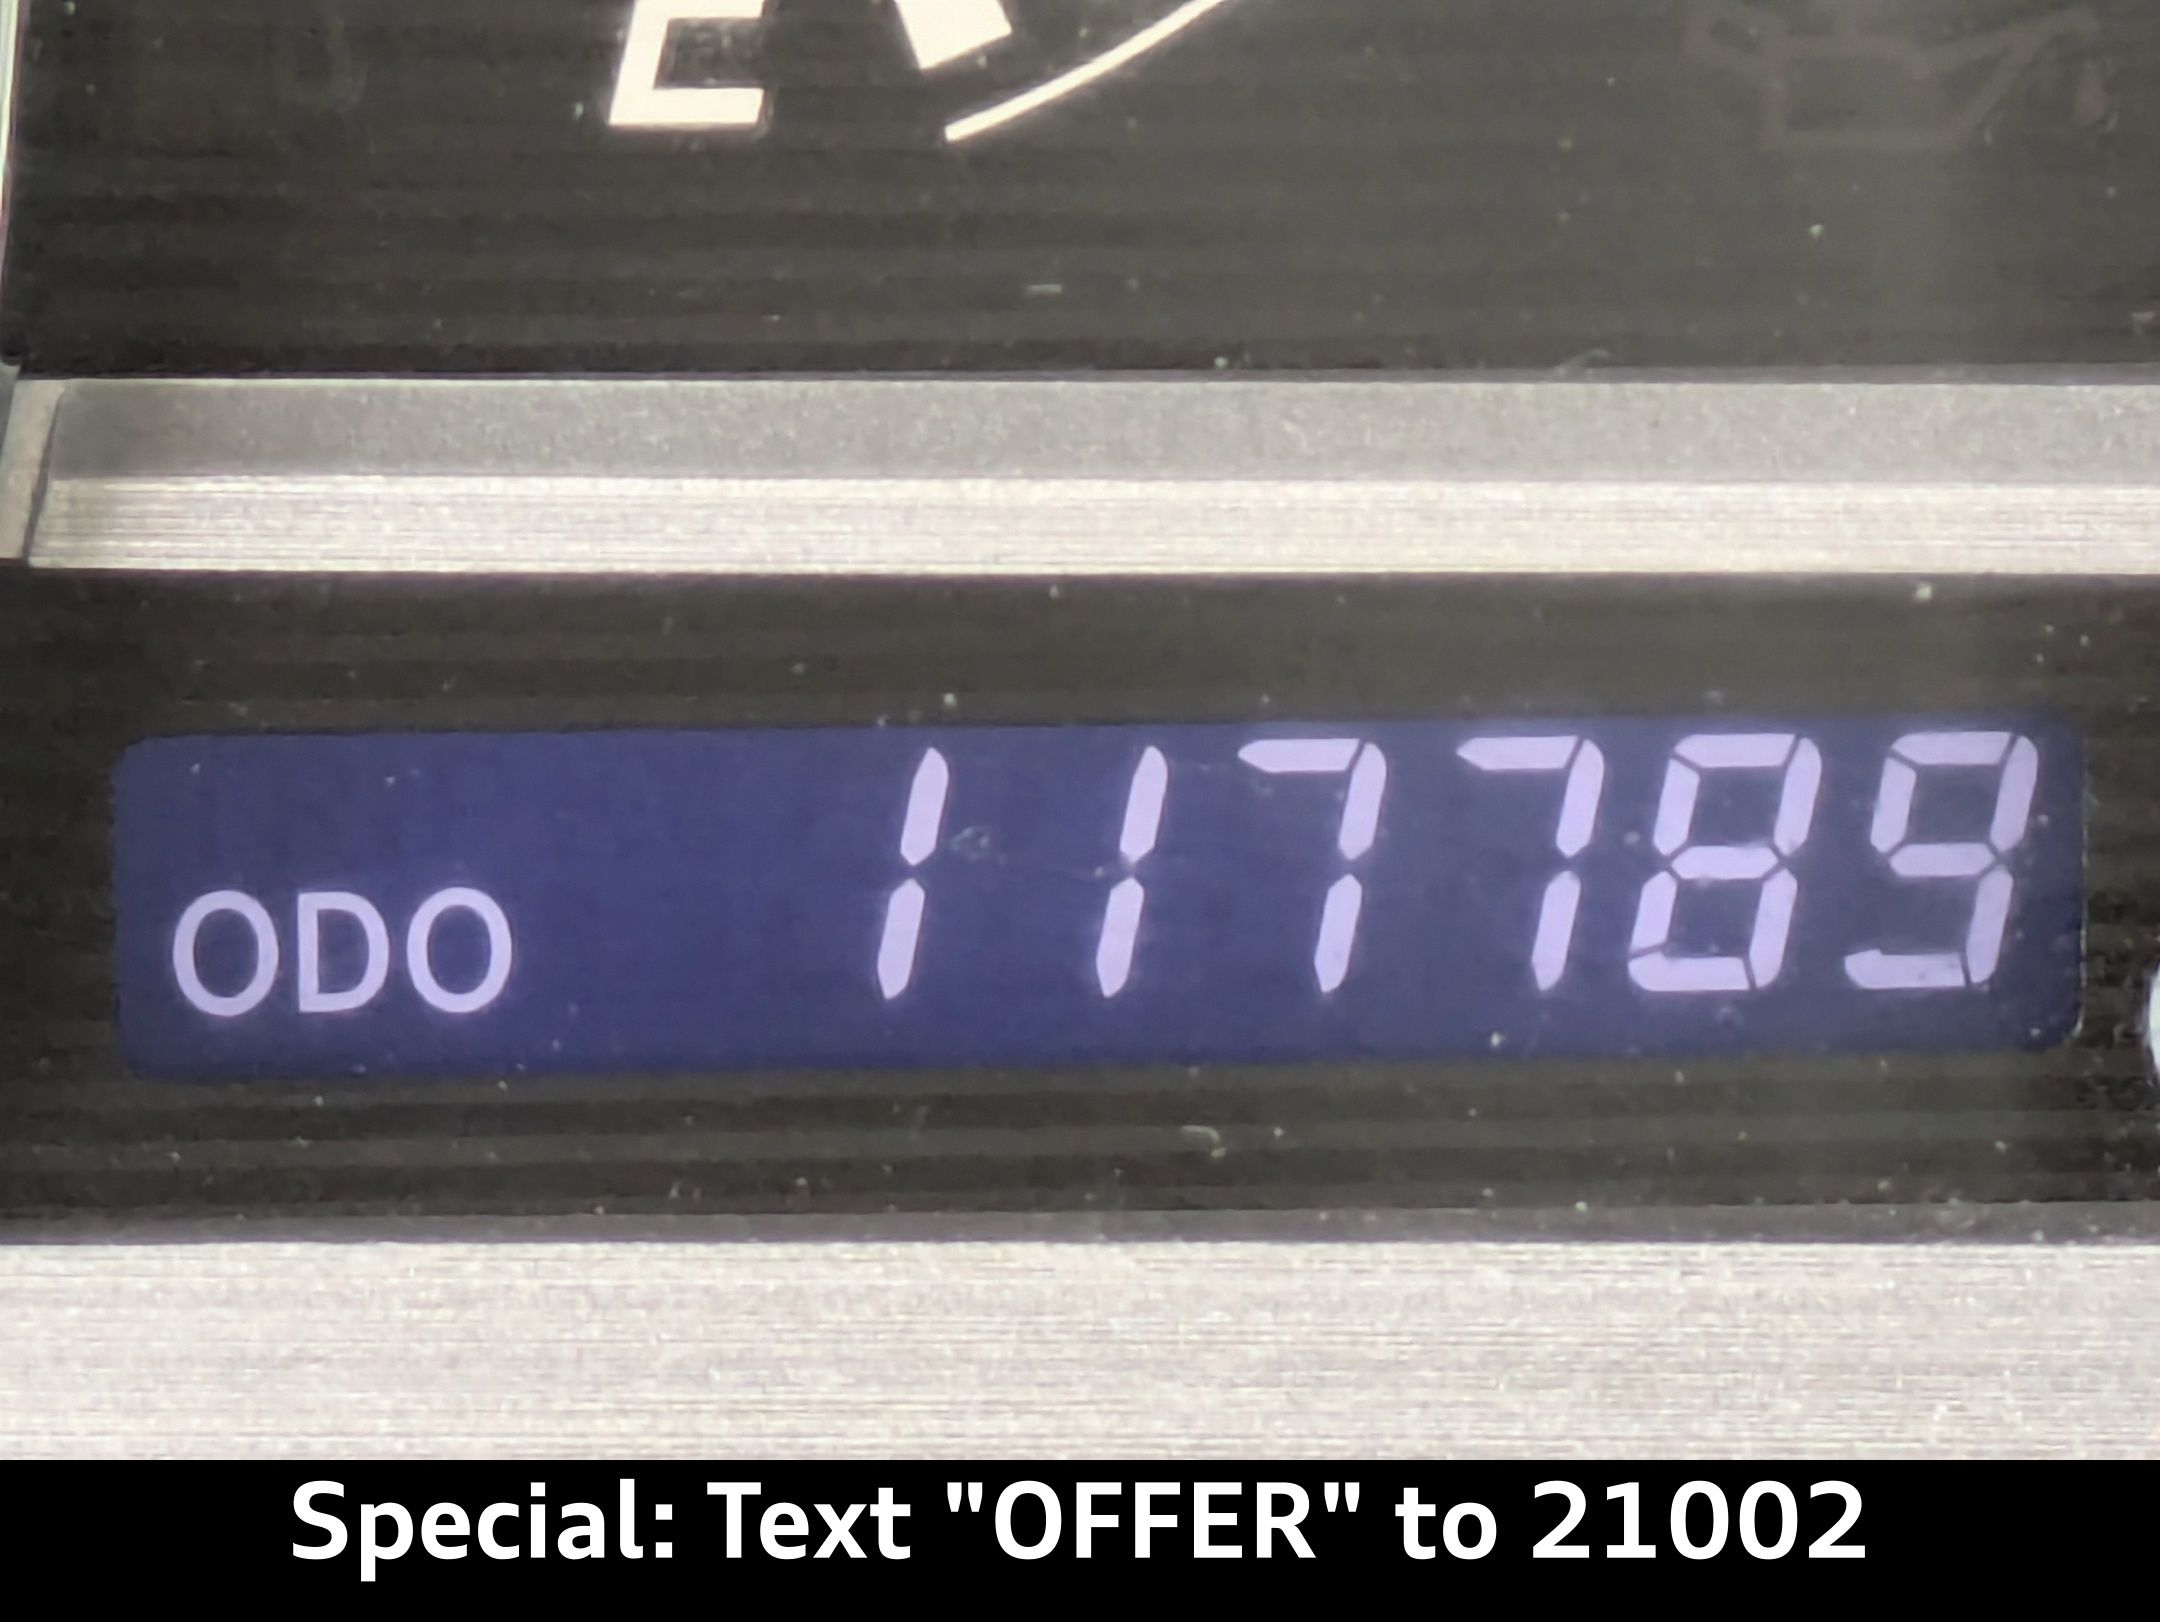 E
ODO 117789
Special: Text "OFFER" to 21002